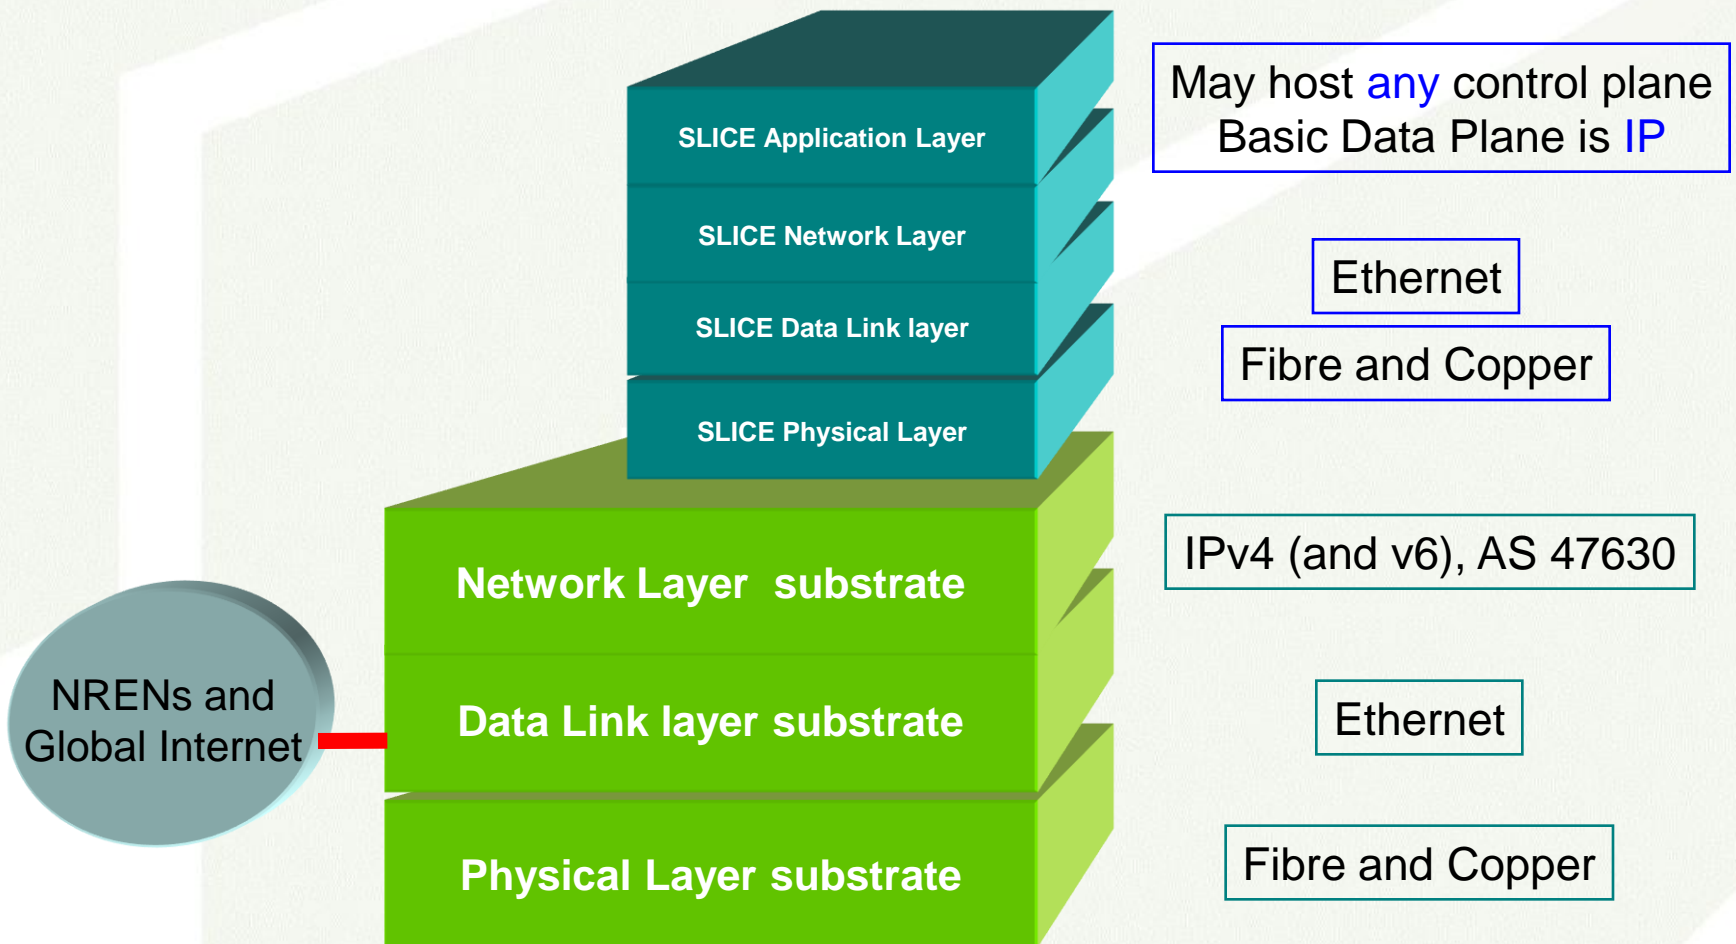 May host any control plane
Basic Data Plane is IP
SLICE Application Layer
SLICE Network Layer
Ethernet
SLICE Data Link layer
Fibre and Copper
SLICE Physical Layer
IPv4 (and v6), AS 47630
Network Layer substrate
NRENs and
Global Internet
Data Link layer substrate
Ethernet
Physical Layer substrate
Fibre and Copper